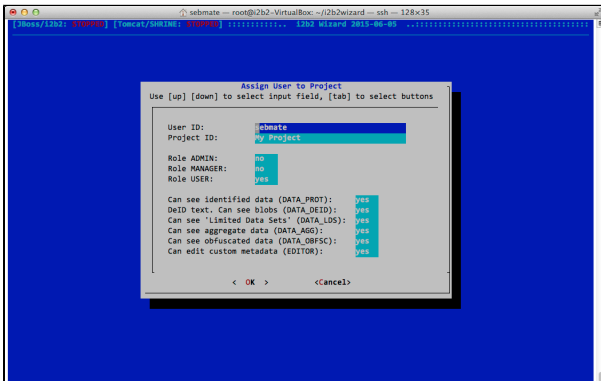 sebmate — root@i2b2-VirtualBox: ~/i2b2wizard — ssh — 128×35
[JBoss/i2b2: STOPPED] [Tomcat/SHRINE: STOPPED] ::::::::::.. i2b2 Wizard 2015-06-05 ..:::::::::::::::::::::::::::::::::::
Assign User to Project
Use [up] [down] to select input field, [tab] to select buttons
User ID: sebmate
Project ID: My Project
Role ADMIN: no
Role MANAGER: no
Role USER: yes
Can see identified data (DATA_PROT): yes
DeID text. Can see blobs (DATA_DEID): yes
Can see 'Limited Data Sets' (DATA_LDS): yes
Can see aggregate data (DATA_AGG): yes
Can see obfuscated data (DATA_OBFSC): yes
Can edit custom metadata (EDITOR): yes
< OK > <Cancel>